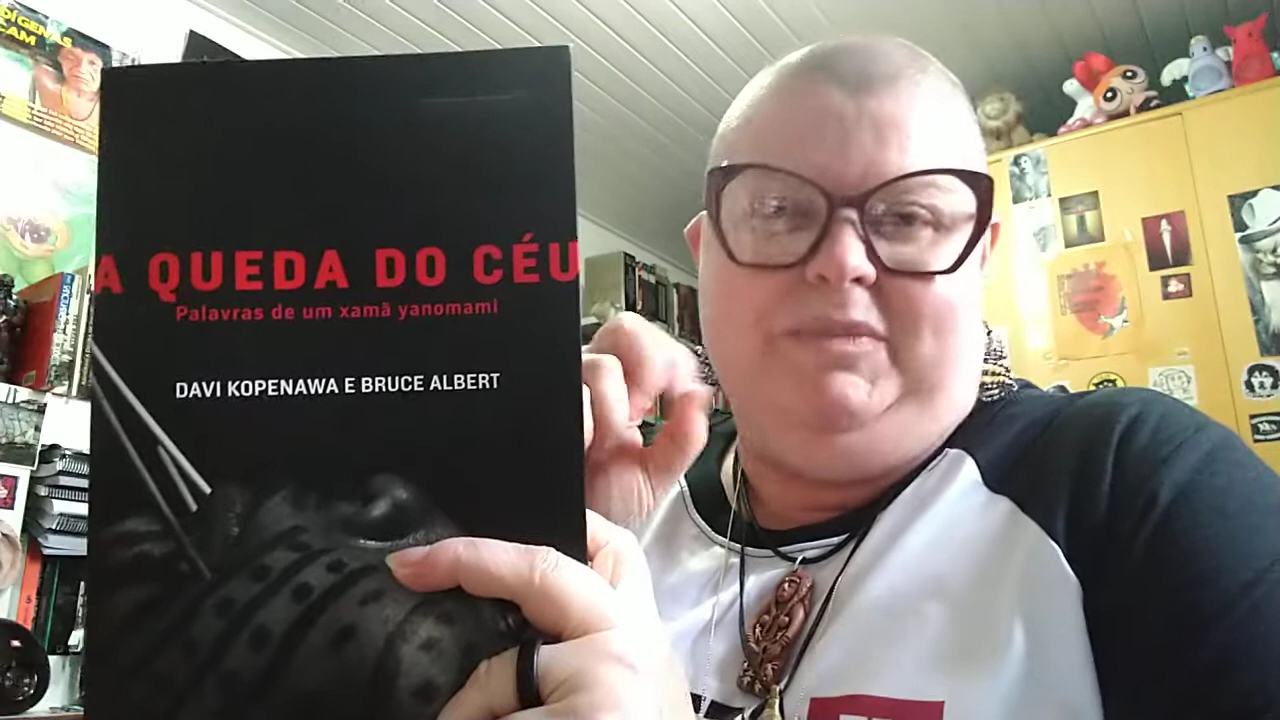 A QUEDA DO CÉU
Palavras de um xamã yanomami
DAVI KOPENAWA E BRUCE ALBERT